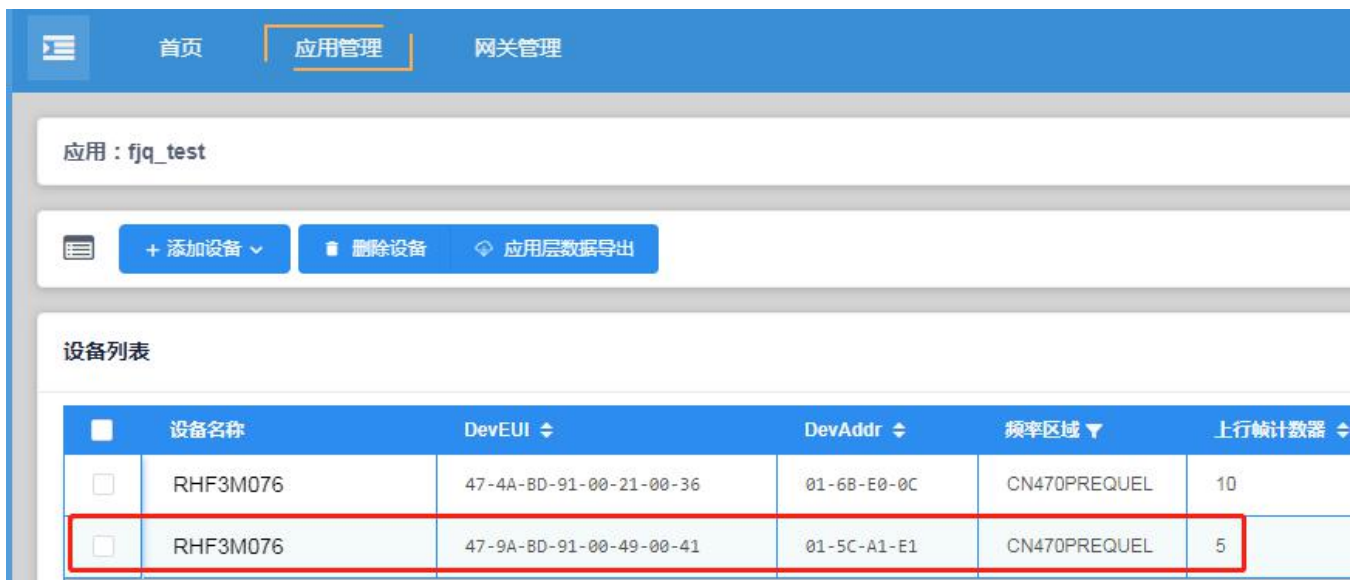 首页 应用管理 网关管理
应用：fjq_test
+ 添加设备 删除设备 应用层数据导出
设备列表
设备名称 DevEUI DevAddr 频率区域 上行帧计数器
RHF3M076 47-4A-BD-91-00-21-00-36 01-6B-E0-0C CN470PREQUEL 10
RHF3M076 47-9A-BD-91-00-49-00-41 01-5C-A1-E1 CN470PREQUEL 5